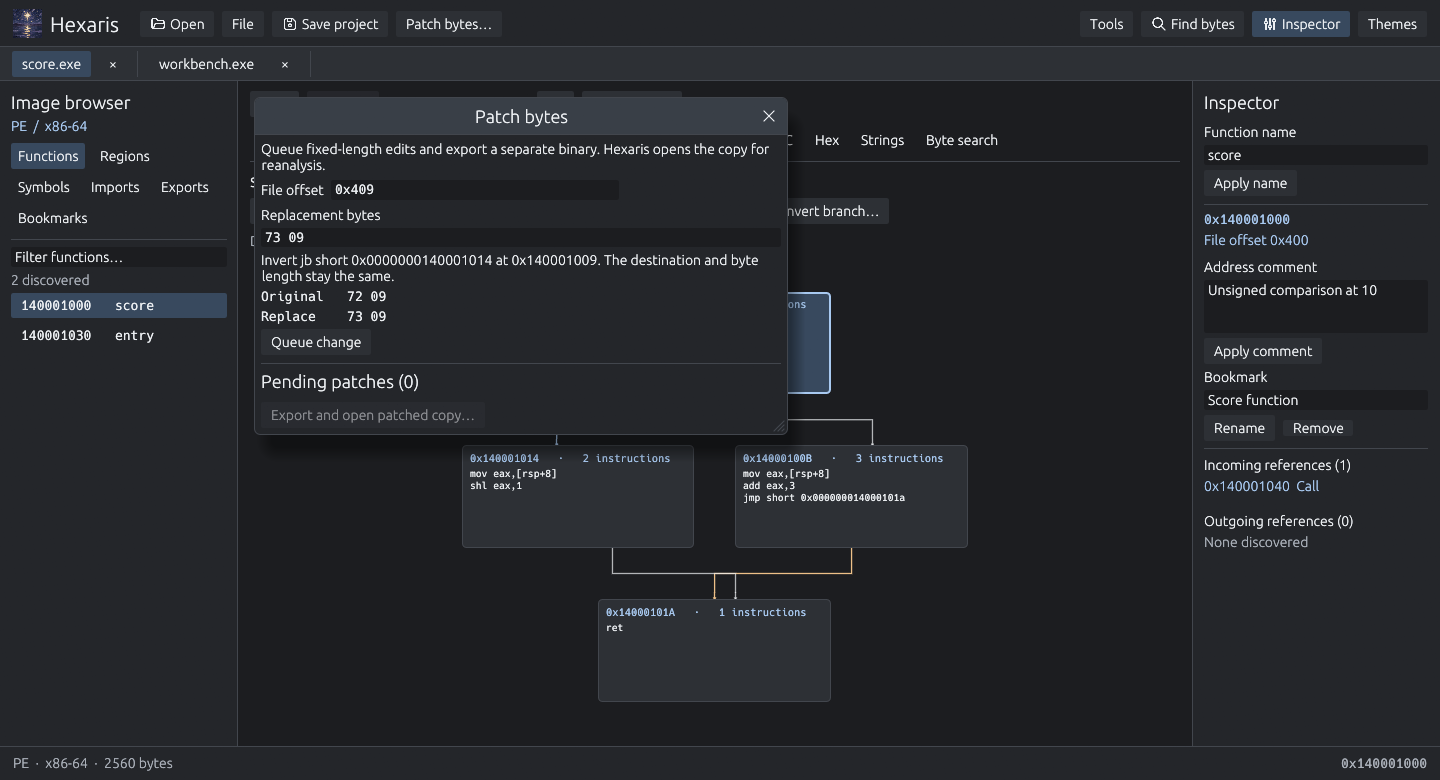 Hexaris Open File Save project Patch bytes... Tools Find bytes Inspector Themes
score.exe × workbench.exe ×
Image browser
PE / x86-64
Functions Regions
Symbols Imports Exports
Bookmarks
Filter functions...
2 discovered
140001000 score
140001030 entry
Patch bytes
Queue fixed-length edits and export a separate binary. Hexaris opens the copy for
reanalysis.
File offset 0x409
Replacement bytes
73 09
Invert jb short 0x0000000140001014 at 0x140001009. The destination and byte
length stay the same.
Original 72 09
Replace 73 09
Queue change
Pending patches (0)
Export and open patched copy...
Hex Strings Byte search
nvert branch...
ons
0x140001014 · 2 instructions
mov eax,[rsp+8]
shl eax,1
0x14000100B · 3 instructions
mov eax,[rsp+8]
add eax,3
jmp short 0x000000014000101a
0x14000101A · 1 instructions
ret
Inspector
Function name
score
Apply name
0x140001000
File offset 0x400
Address comment
Unsigned comparison at 10
Apply comment
Bookmark
Score function
Rename Remove
Incoming references (1)
0x140001040 Call
Outgoing references (0)
None discovered
PE · x86-64 · 2560 bytes
0x140001000